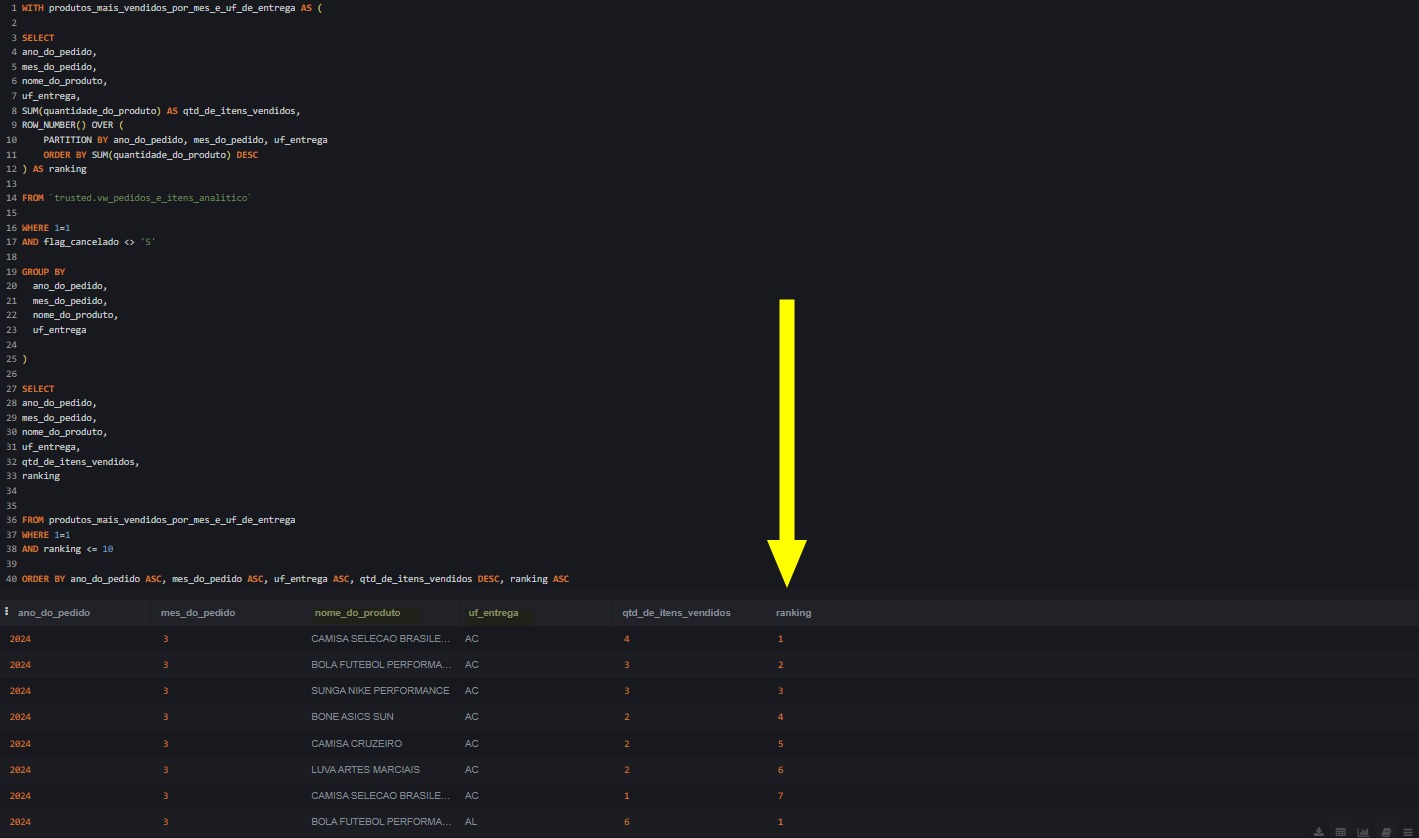 1 WITH produtos_mais_vendidos_por_mes_e_uf_de_entrega AS (
2
3 SELECT
4 ano_do_pedido,
5 mes_do_pedido,
6 nome_do_produto,
7 uf_entrega,
8 SUM(quantidade_do_produto) AS qtd_de_itens_vendidos,
9 ROW_NUMBER() OVER (
10 PARTITION BY ano_do_pedido, mes_do_pedido, uf_entrega
11 ORDER BY SUM(quantidade_do_produto) DESC
12 ) AS ranking
13
14 FROM `trusted.vw_pedidos_e_itens_analitico`
15
16 WHERE 1=1
17 AND flag_cancelado <> 'S'
18
19 GROUP BY
20 ano_do_pedido,
21 mes_do_pedido,
22 nome_do_produto,
23 uf_entrega
24
25 )
26
27 SELECT
28 ano_do_pedido,
29 mes_do_pedido,
30 nome_do_produto,
31 uf_entrega,
32 qtd_de_itens_vendidos,
33 ranking
34
35
36 FROM produtos_mais_vendidos_por_mes_e_uf_de_entrega
37 WHERE 1=1
38 AND ranking <= 10
39
40 ORDER BY ano_do_pedido ASC, mes_do_pedido ASC, uf_entrega ASC, qtd_de_itens_vendidos DESC, ranking ASC
ano_do_pedido mes_do_pedido nome_do_produto uf_entrega qtd_de_itens_vendidos ranking
2024 3 CAMISA SELECAO BRASILE... AC 4 1
2024 3 BOLA FUTEBOL PERFORMA... AC 3 2
2024 3 SUNGA NIKE PERFORMANCE AC 3 3
2024 3 BONE ASICS SUN AC 2 4
2024 3 CAMISA CRUZEIRO AC 2 5
2024 3 LUVA ARTES MARCIAIS AC 2 6
2024 3 CAMISA SELECAO BRASILE... AC 1 7
2024 3 BOLA FUTEBOL PERFORMA... AL 6 1